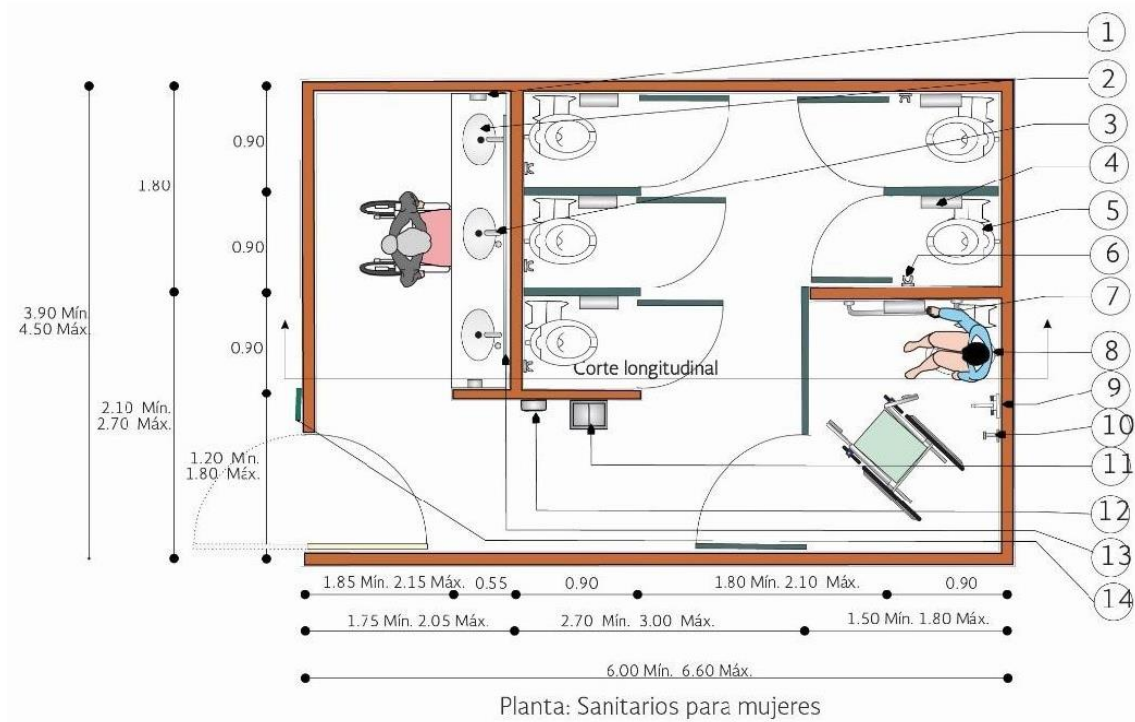 1
2
3
4
5
6
7
8
9
10
11
12
13
14
0.90
1.80
0.90
3.90 Mín.
4.50 Máx.
0.90
2.10 Mín.
2.70 Máx.
1.20 Mín.
1.80 Máx.
Corte longitudinal
1.85 Mín. 2.15 Máx. 0.55 0.90 1.80 Mín. 2.10 Máx. 0.90
1.75 Mín. 2.05 Máx. 2.70 Mín. 3.00 Máx. 1.50 Mín. 1.80 Máx.
6.00 Mín. 6.60 Máx.
Planta: Sanitarios para mujeres